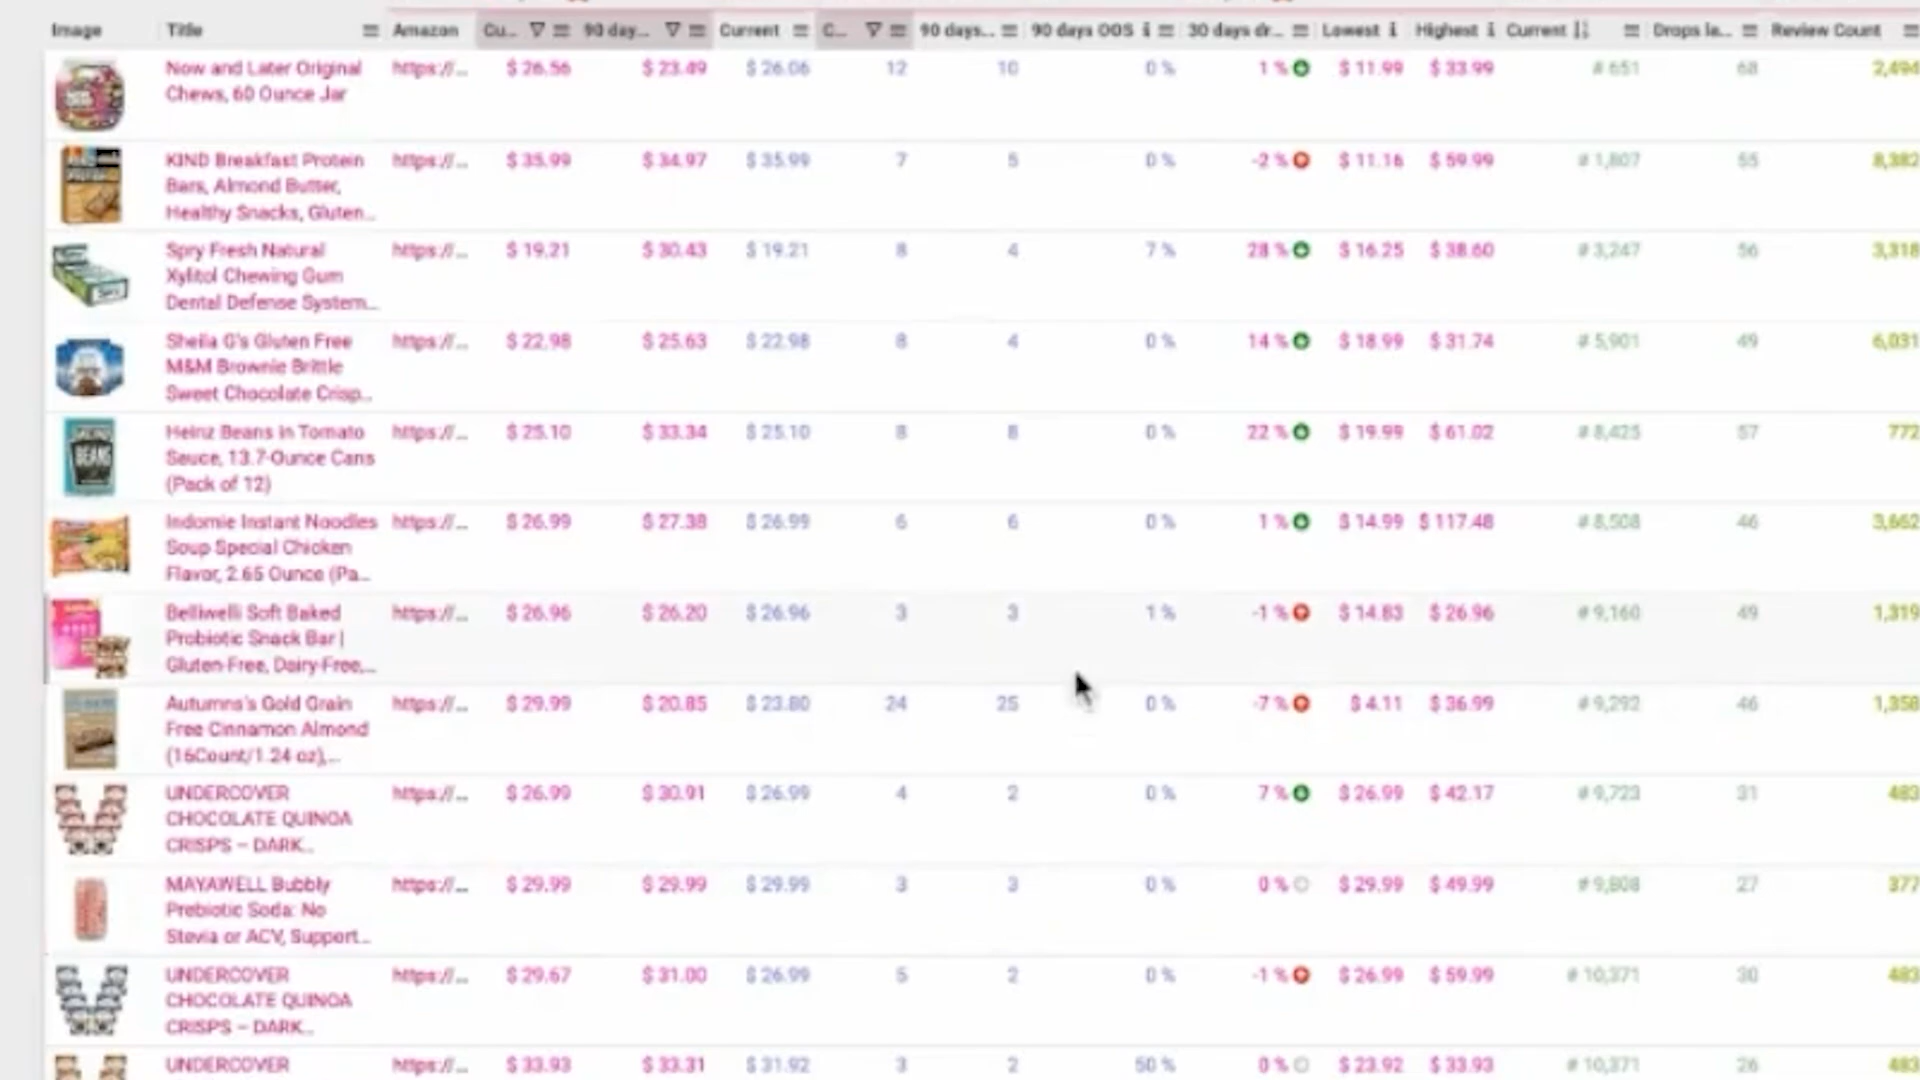 Image Title Amazon Cu... 90 day... Current C... 90 days... 90 days OOS 30 days dr... Lowest Highest Current Drops la... Review Count
Now and Later Original https://... $ 26.56 $ 23.49 $ 26.06 12 10 0 % 1 % $ 11.99 $ 33.99 # 651 68 2,494
Chews, 60 Ounce Jar
KIND Breakfast Protein https://... $ 35.99 $ 34.97 $ 35.99 7 5 0 % -2 % $ 11.16 $ 59.99 # 1,807 55 8,382
Bars, Almond Butter,
Healthy Snacks, Gluten...
Spry Fresh Natural https://... $ 19.21 $ 30.43 $ 19.21 8 4 7 % 28 % $ 16.25 $ 38.60 # 3,247 56 3,318
Xylitol Chewing Gum
Dental Defense System...
Sheila G's Gluten Free https://... $ 22.98 $ 25.63 $ 22.98 8 4 0 % 14 % $ 18.99 $ 31.74 # 5,901 49 6,031
M&M Brownie Brittle
Sweet Chocolate Crisp...
Heinz Beans in Tomato https://... $ 25.10 $ 33.34 $ 25.10 8 8 0 % 22 % $ 19.99 $ 61.02 # 8,425 57 772
Sauce, 13.7-Ounce Cans
(Pack of 12)
BEANS
Indomie Instant Noodles https://... $ 26.99 $ 27.38 $ 26.99 6 6 0 % 1 % $ 14.99 $ 117.48 # 8,508 46 3,662
Soup Special Chicken
Flavor, 2.65 Ounce (Pa...
Belliwelli Soft Baked https://... $ 26.96 $ 26.20 $ 26.96 3 3 1 % -1 % $ 14.83 $ 26.96 # 9,160 49 1,319
Probiotic Snack Bar |
Gluten-Free, Dairy-Free,...
Autumns's Gold Grain https://... $ 29.99 $ 20.85 $ 23.80 24 25 0 % -7 % $ 4.11 $ 36.99 # 9,292 46 1,358
Free Cinnamon Almond
(16Count/1.24 oz),...
UNDERCOVER https://... $ 26.99 $ 30.91 $ 26.99 4 2 0 % 7 % $ 26.99 $ 42.17 # 9,723 31 483
CHOCOLATE QUINOA
CRISPS – DARK...
MAYAWELL Bubbly https://... $ 29.99 $ 29.99 $ 29.99 3 3 0 % 0 % $ 29.99 $ 49.99 # 9,808 27 377
Prebiotic Soda: No
Stevia or ACV, Support...
UNDERCOVER https://... $ 29.67 $ 31.00 $ 26.99 5 2 0 % -1 % $ 26.99 $ 59.99 # 10,371 30 483
CHOCOLATE QUINOA
CRISPS – DARK...
UNDERCOVER https://... $ 33.93 $ 33.31 $ 31.92 3 2 50 % 0 % $ 23.92 $ 33.93 # 10,371 26 483